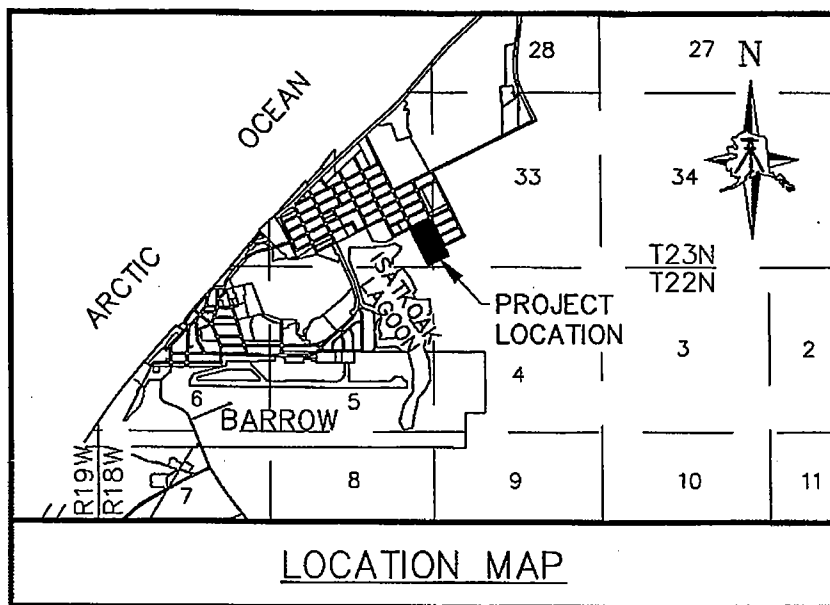 28
27
N
OCEAN
33
34
T23N
T22N
ARCTIC
ISATKOAK
LAGOON
PROJECT
LOCATION
3
2
4
6
5
BARROW
R19W
R18W
7
8
9
10
11
LOCATION MAP